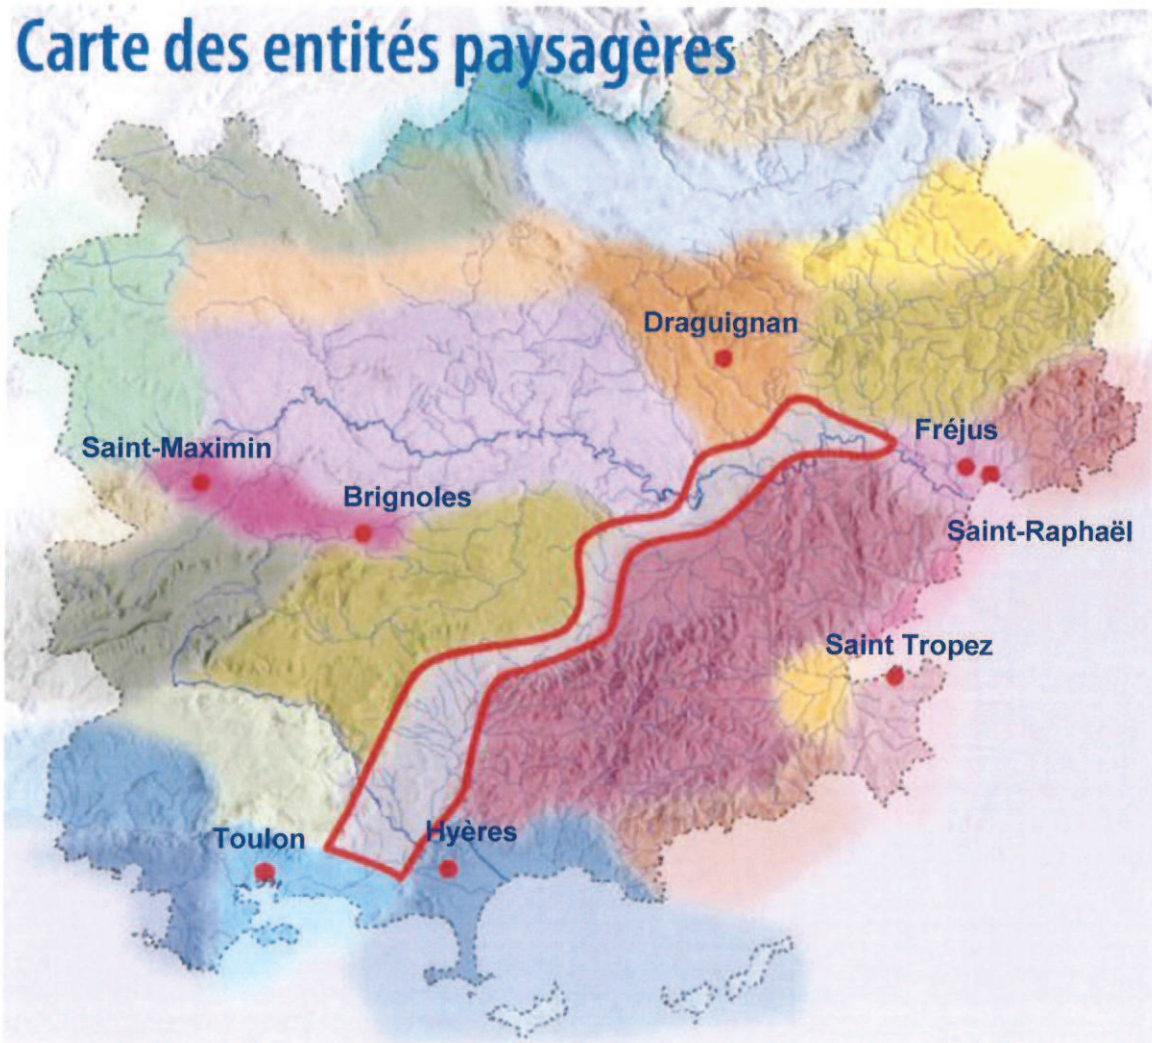 Carte des entités paysagères
Draguignan
Fréjus
Saint-Maximin
Brignoles
Saint-Raphaël
Saint Tropez
Toulon
Hyères